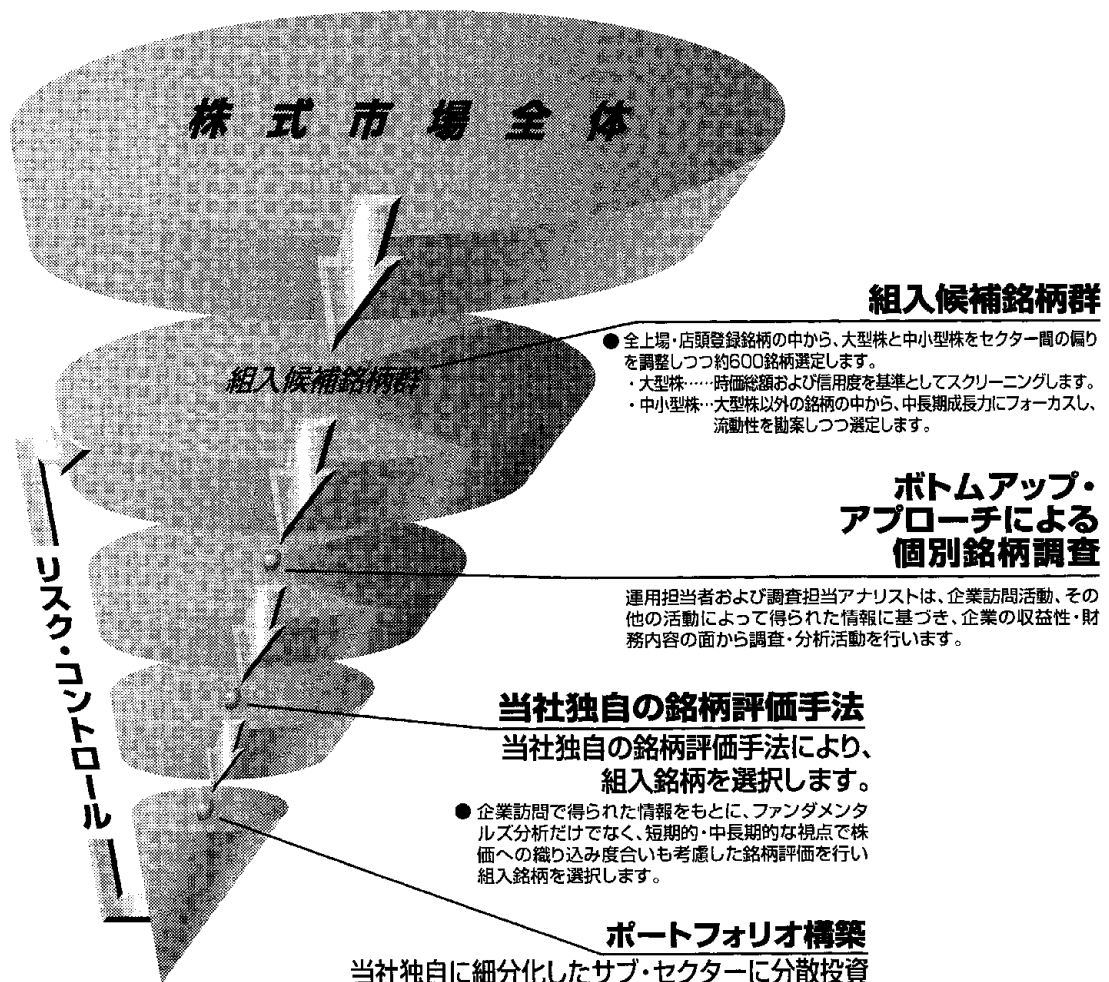 株式市場全体
組入候補銘柄群
組入候補銘柄群
● 全上場・店頭登録銘柄の中から、大型株と中小型株をセクター間の偏り
を調整しつつ約600銘柄選定します。
・大型株……時価総額および信用度を基準としてスクリーニングします。
・中小型株…大型株以外の銘柄の中から、中長期成長力にフォーカスし、
流動性を勘案しつつ選定します。
ボトムアップ・
アプローチによる
個別銘柄調査
運用担当者および調査担当アナリストは、企業訪問活動、その
他の活動によって得られた情報に基づき、企業の収益性・財
務内容の面から調査・分析活動を行います。
リスク・コントロール
当社独自の銘柄評価手法
当社独自の銘柄評価手法により、
組入銘柄を選択します。
● 企業訪問で得られた情報をもとに、ファンダメンタ
ルズ分析だけでなく、短期的・中長期的な視点で株
価への織り込み度合いも考慮した銘柄評価を行い
組入銘柄を選択します。
ポートフォリオ構築
当社独自に細分化したサブ・セクターに分散投資